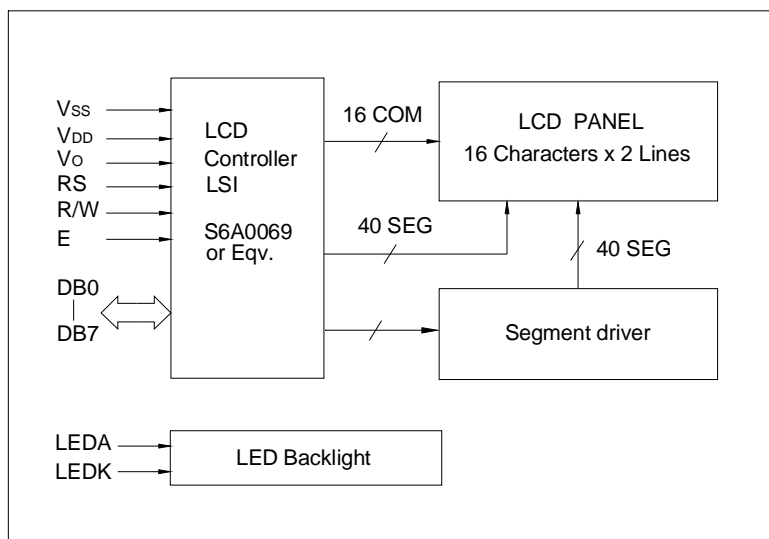 Vss
VDD
Vo
RS
R/W
E
DB0
DB7
LCD
Controller
LSI
S6A0069
or Eqv.
16 COM
40 SEG
LCD PANEL
16 Characters x 2 Lines
40 SEG
Segment driver
LEDA
LEDK
LED Backlight